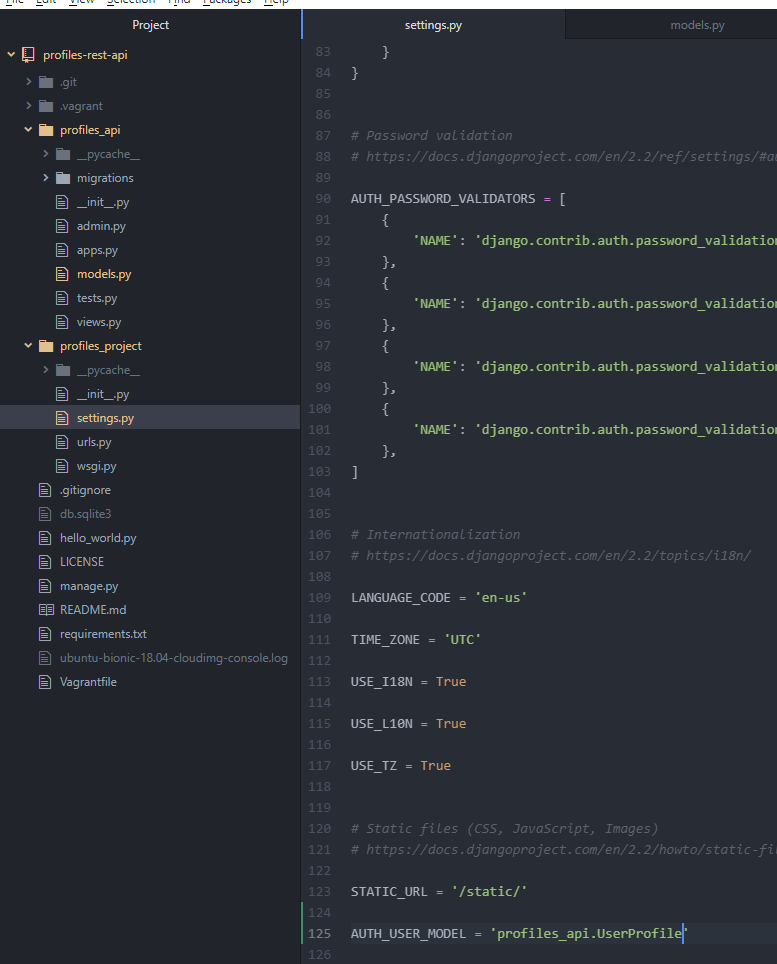 File Edit View Selection Find Packages Help
Project
profiles-rest-api
.git
.vagrant
profiles_api
__pycache__
migrations
__init__.py
admin.py
apps.py
models.py
tests.py
views.py
profiles_project
__pycache__
__init__.py
settings.py
urls.py
wsgi.py
.gitignore
db.sqlite3
hello_world.py
LICENSE
manage.py
README.md
requirements.txt
ubuntu-bionic-18.04-cloudimg-console.log
Vagrantfile
settings.py models.py
83     }
84 }
85
86
87 # Password validation
88 # https://docs.djangoproject.com/en/2.2/ref/settings/#au
89
90 AUTH_PASSWORD_VALIDATORS = [
91     {
92         'NAME': 'django.contrib.auth.password_validation
93     },
94     {
95         'NAME': 'django.contrib.auth.password_validation
96     },
97     {
98         'NAME': 'django.contrib.auth.password_validation
99     },
100     {
101         'NAME': 'django.contrib.auth.password_validation
102     },
103 ]
104
105
106 # Internationalization
107 # https://docs.djangoproject.com/en/2.2/topics/i18n/
108
109 LANGUAGE_CODE = 'en-us'
110
111 TIME_ZONE = 'UTC'
112
113 USE_I18N = True
114
115 USE_L10N = True
116
117 USE_TZ = True
118
119
120 # Static files (CSS, JavaScript, Images)
121 # https://docs.djangoproject.com/en/2.2/howto/static-fil
122
123 STATIC_URL = '/static/'
124
125 AUTH_USER_MODEL = 'profiles_api.UserProfile'
126